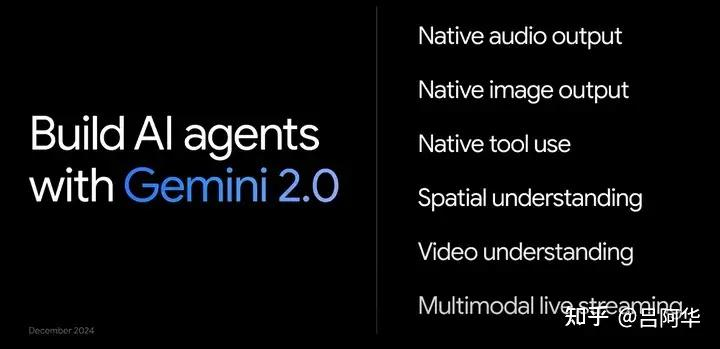 Build AI agents
with Gemini 2.0
December 2024
Native audio output
Native image output
Native tool use
Spatial understanding
Video understanding
Multimodal live streaming
知乎 @吕阿华